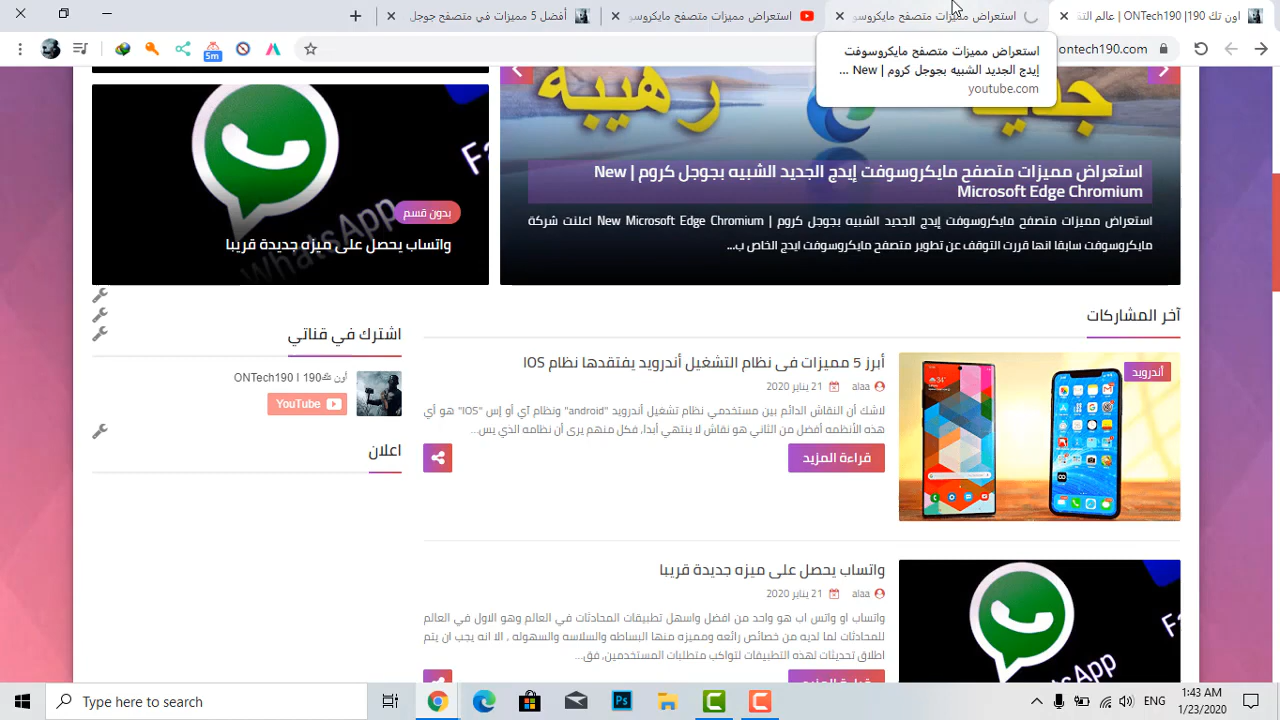 اون تك 190 |ONTech190 | عالم التق
استعراض مميزات متصفح مايكروسو
استعراض مميزات متصفح مايكروسو
أفضل 5 مميزات في متصفح جوجل
ontech190.com
5m
استعراض مميزات متصفح مايكروسوفت
إيدج الجديد الشبيه بجوجل كروم | New ...
youtube.com
رهيبه
استعراض مميزات متصفح مايكروسوفت إيدج الجديد الشبيه بجوجل كروم | New
Microsoft Edge Chromium
استعراض مميزات متصفح مايكروسوفت إيدج الجديد الشبيه بجوجل كروم | New Microsoft Edge Chromium اعلنت شركة
مايكروسوفت سابقا انها قررت التوقف عن تطوير متصفح مايكروسوفت ايدج الخاص ب...
WhatsApp
بدون قسم
واتساب يحصل على ميزه جديدة قريبا
آخر المشاركات
أندرويد
أبرز 5 مميزات فى نظام التشغيل أندرويد يفتقدها نظام IOS
alaa 21 يناير 2020
لاشك أن النقاش الدائم بين مستخدمي نظام تشغيل أندرويد "android" ونظام آي أو إس "IOS" هو أي
هذه الأنظمه أفضل من الثاني هو نقاش لا ينتهي أبدا, فكل منهم يرى أن نظامه الذي يس...
قراءة المزيد
واتساب يحصل على ميزه جديدة قريبا
alaa 21 يناير 2020
واتساب او واتس اب هو واحد من افضل واسهل تطبيقات المحادثات في العالم وهو الاول في العالم
للمحادثات لما لديه من خصائص رائعه ومميزه منها البساطه والسلاسه والسهوله , الا انه يجب ان يتم
اطلاق تحديثات لهذه التطبيقات لتواكب متطلبات المستخدمين, فق...
قراءة المزيد
WhatsApp
اشترك في قناتي
أون تك190 | ONTech190
YouTube
اعلان
Type here to search
ENG
1:43 AM
1/23/2020